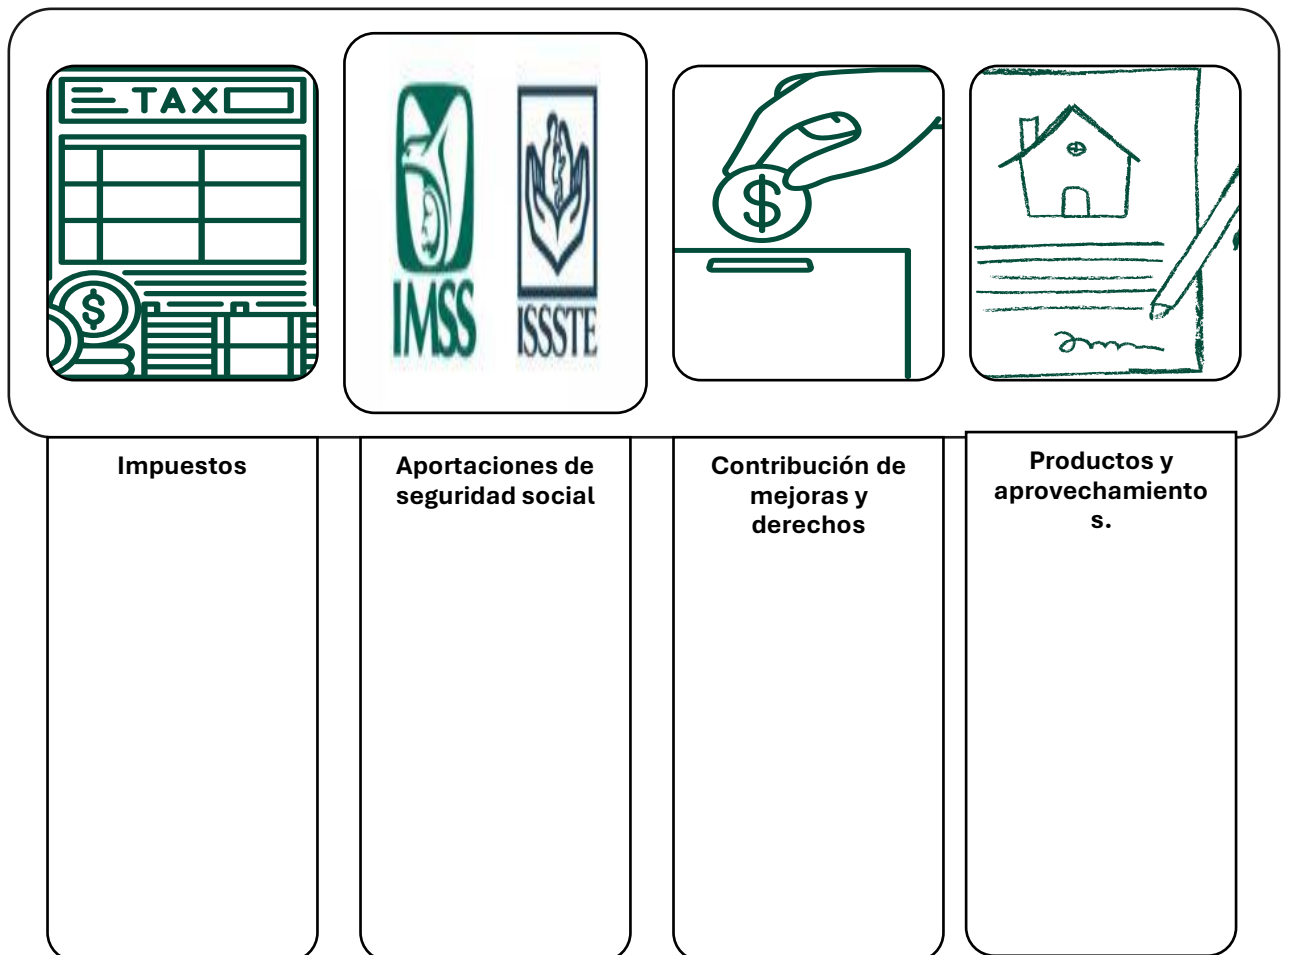 TAX
$
IMSS
ISSSTE
$
Impuestos
Aportaciones de
seguridad social
Contribución de
mejoras y
derechos
Productos y
aprovechamiento
s.